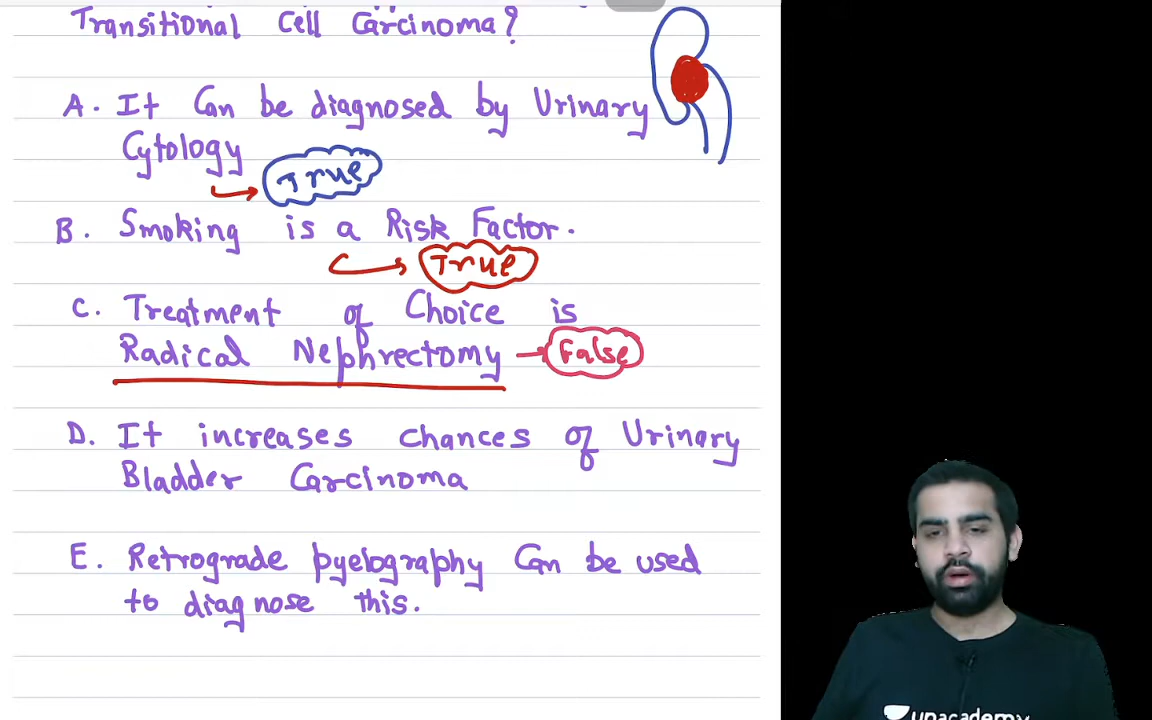 Transitional Cell Carcinoma?
A. It Can be diagnosed by Urinary
Cytology
True
B. Smoking is a Risk Factor.
True
C. Treatment of Choice is
Radical Nephrectomy → False
D. It increases chances of Urinary
Bladder Carcinoma
E. Retrograde pyelography Can be used
to diagnose this.
unacademy